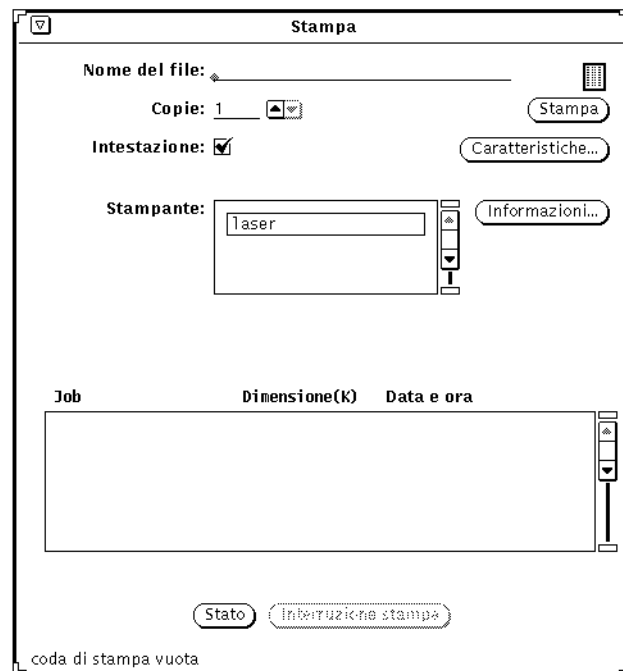 Stampa
Nome del file:
Copie: 1
Stampa
Intestazione:
Caratteristiche...
Stampante:
laser
Informazioni...
Job Dimensione(K) Data e ora
Stato Interruzione stampa
coda di stampa vuota